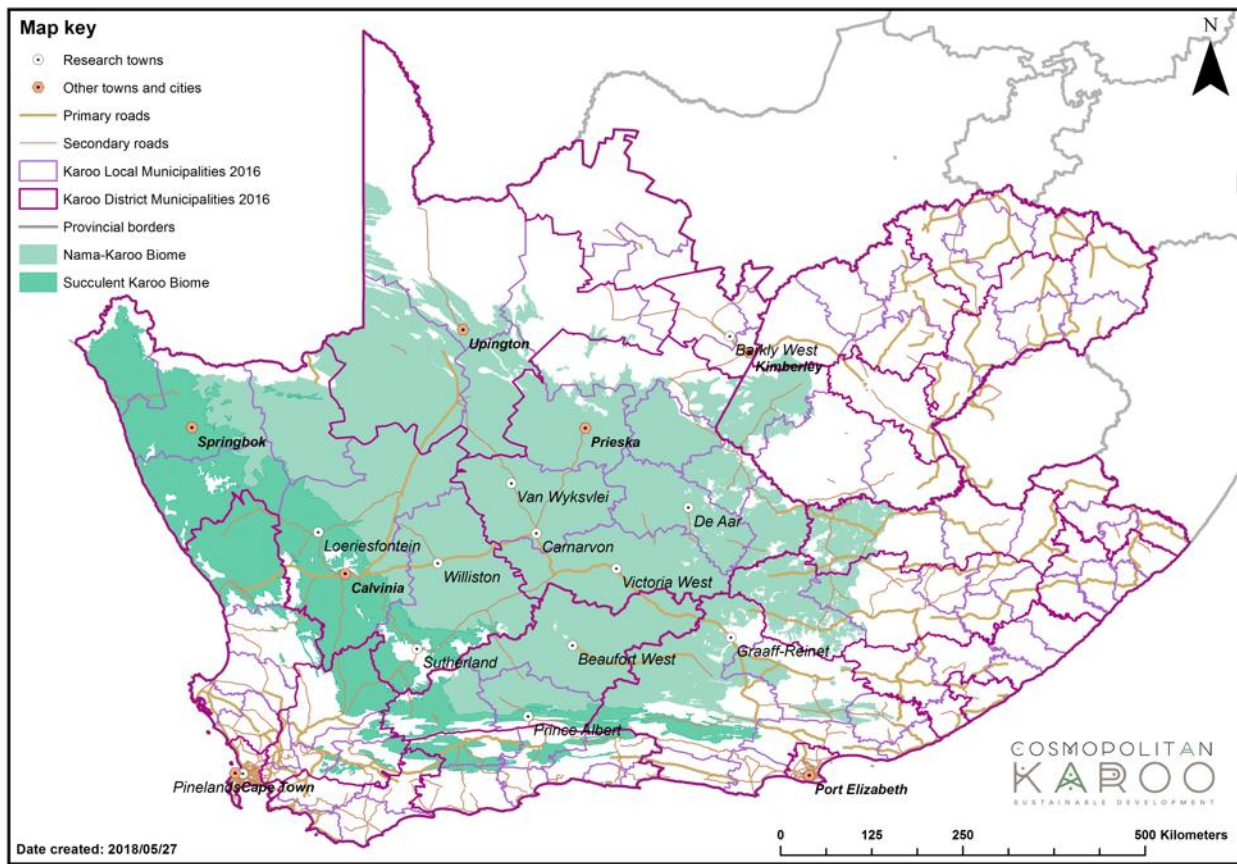 Map key
Research towns
Other towns and cities
Primary roads
Secondary roads
Karoo Local Municipalities 2016
Karoo District Municipalities 2016
Provincial borders
Nama-Karoo Biome
Succulent Karoo Biome
N
Upington
Barkly West
Kimberley
Springbok
Prieska
Van Wyksvlei
De Aar
Loeriesfontein
Carnarvon
Calvinia
Williston
Victoria West
Sutherland
Beaufort West
Graaff-Reinet
Prince Albert
Pinelands
Cape Town
Port Elizabeth
COSMOPOLITAN
KAROO
SUSTAINABLE DEVELOPMENT
Date created: 2018/05/27
0 125 250 500 Kilometers